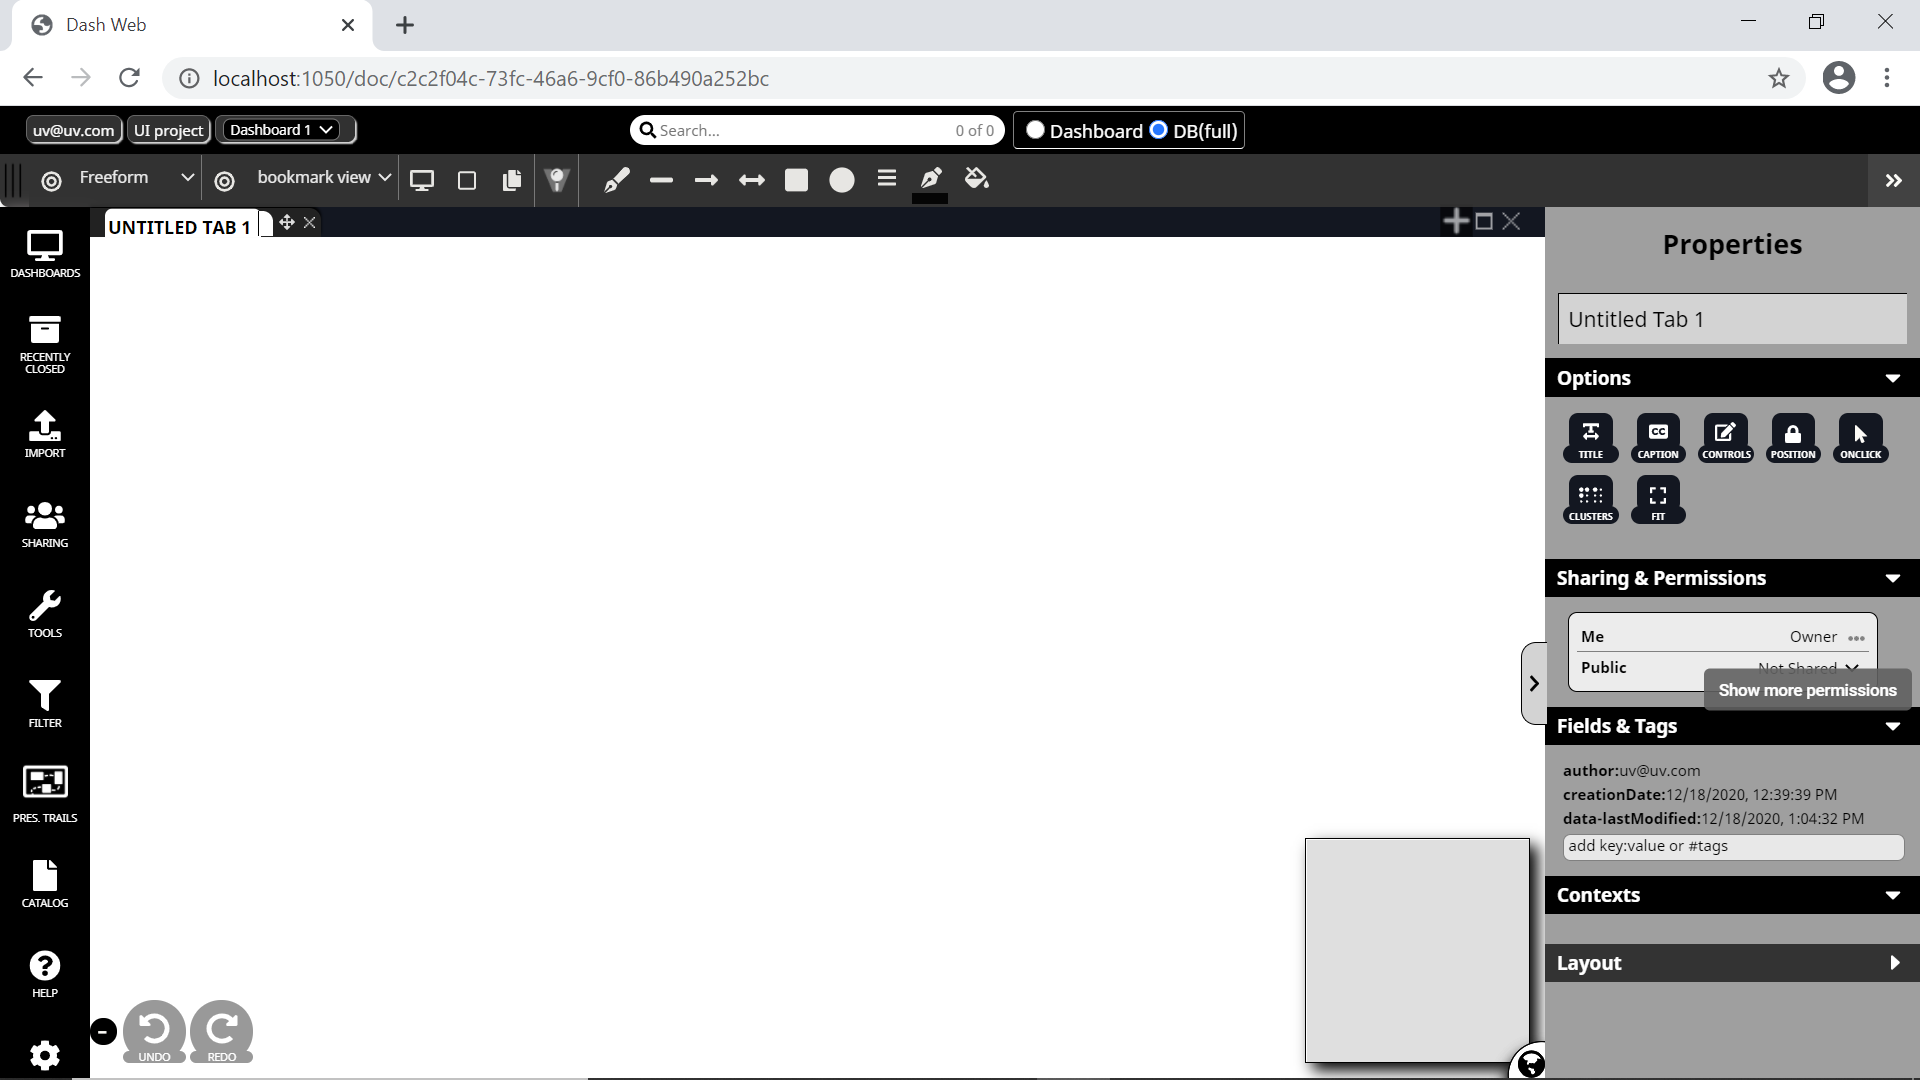 Dash Web
localhost:1050/doc/c2c2f04c-73fc-46a6-9cf0-86b490a252bc
uv@uv.com UI project Dashboard 1
Search... 0 of 0
Dashboard DB(full)
Freeform bookmark view
UNTITLED TAB 1
DASHBOARDS
RECENTLY
CLOSED
IMPORT
SHARING
TOOLS
FILTER
PRES. TRAILS
CATALOG
HELP
UNDO REDO
Properties
Untitled Tab 1
Options
TITLE CAPTION CONTROLS POSITION ONCLICK
CC
CLUSTERS FIT
Sharing & Permissions
Me Owner
Public Not Shared
Show more permissions
Fields & Tags
author:uv@uv.com
creationDate:12/18/2020, 12:39:39 PM
data-lastModified:12/18/2020, 1:04:32 PM
add key:value or #tags
Contexts
Layout